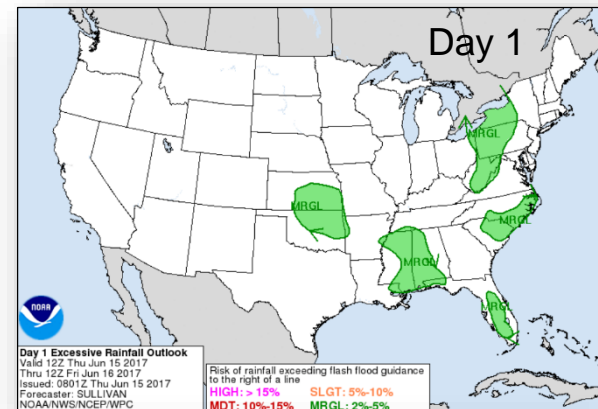 Day 1
MRGL
MRGL
MRGL
MRGL
RGL
NOAA
Day 1 Excessive Rainfall Outlook
Valid 12Z Thu Jun 15 2017
Thru 12Z Fri Jun 16 2017
Issued: 0801Z Thu Jun 15 2017
Forecaster: SULLIVAN
NOAA/NWS/NCEP/WPC
Risk of rainfall exceeding flash flood guidance
to the right of a line
HIGH: > 15% SLGT: 5%-10%
MDT: 10%-15% MRGL: 2%-5%